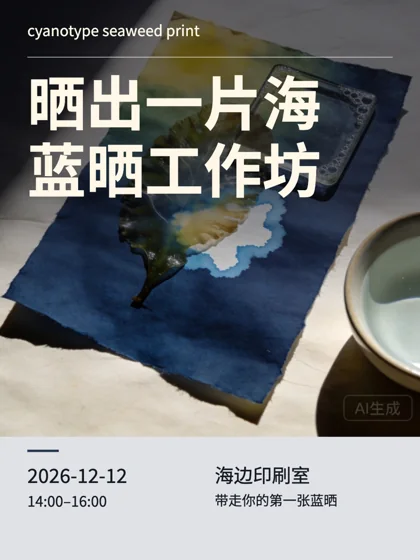 cyanotype seaweed print
晒出一片海
蓝晒工作坊
AI生成
2026-12-12
海边印刷室
14:00–16:00
带走你的第一张蓝晒